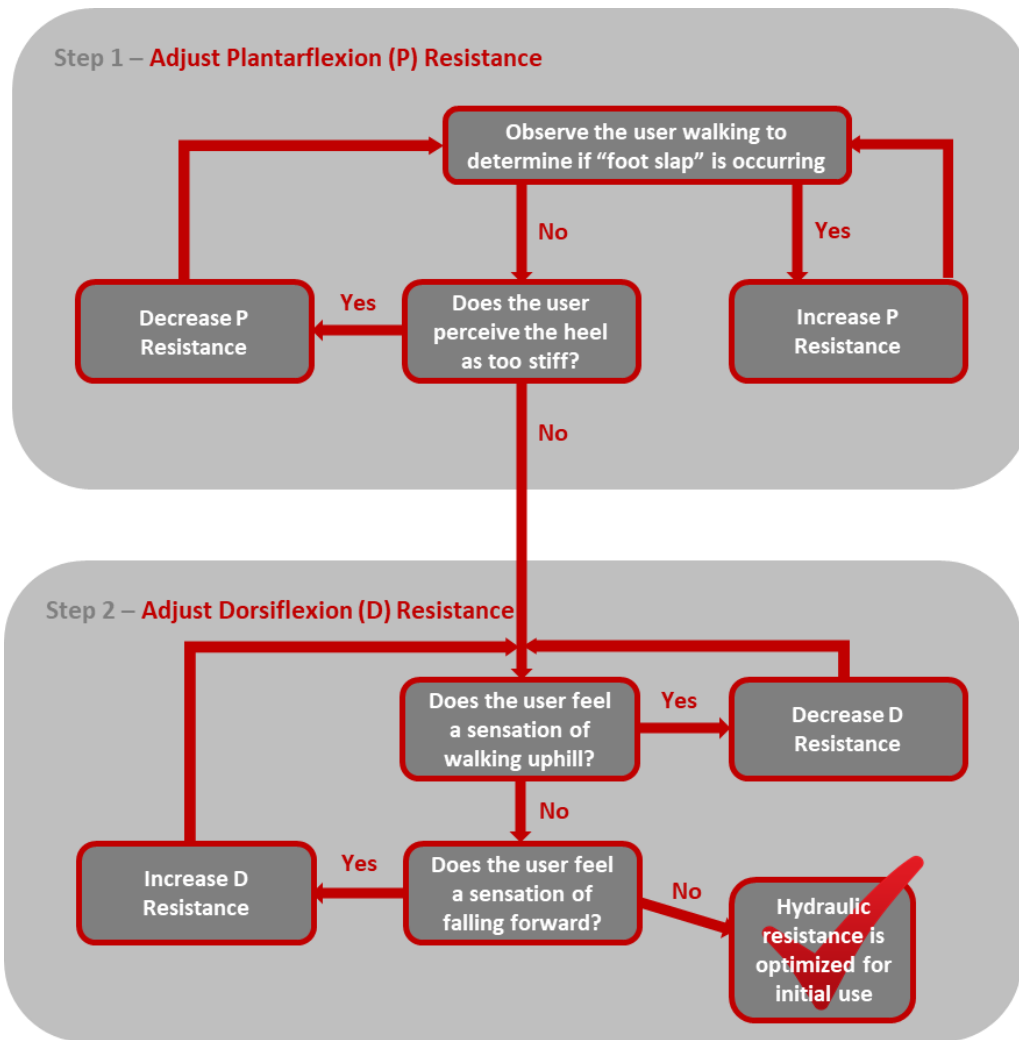 Step 1 – Adjust Plantarflexion (P) Resistance
Observe the user walking to
determine if “foot slap” is occurring
No
Yes
Decrease P
Resistance
Yes
Does the user
perceive the heel
as too stiff?
Increase P
Resistance
No
Step 2 – Adjust Dorsiflexion (D) Resistance
Does the user feel
a sensation of
walking uphill?
Yes
Decrease D
Resistance
No
Increase D
Resistance
Yes
Does the user feel
a sensation of
falling forward?
No
Hydraulic
resistance is
optimized for
initial use